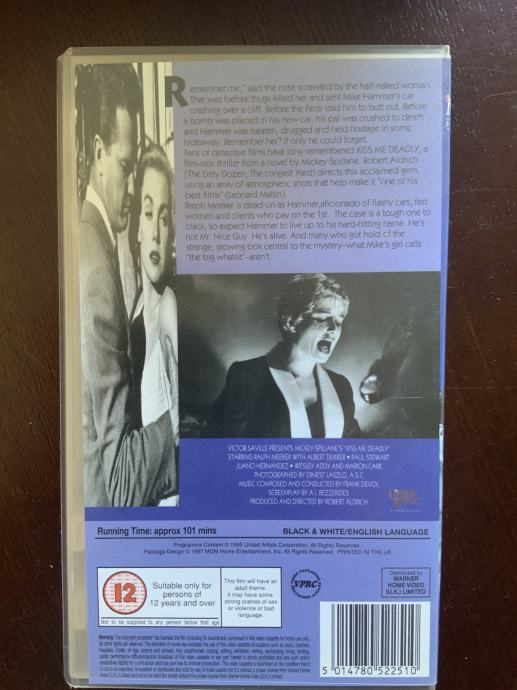 Remember me," said the note scrawled by the half-naked woman.
That was before thugs killed her and sent Mike Hammer's car
crashing over a cliff. Before the Feds told him to butt out. Before
a bomb was placed in his new car, his pal was crushed to death
and Hammer was beaten, drugged and held hostage in some
hideaway. Remember her? If only he could forget.
Fans of detective films have long remembered KISS ME DEADLY, a
film-noir thriller from a novel by Mickey Spillane. Robert Aldrich
(The Dirty Dozen, The Longest Yard) directs this acclaimed gem,
using an array of atmospheric shots that help make it "one of his
best films" (Leonard Maltin).
Ralph Meeker is dead-on as Hammer, aficionado of flashy cars, fast
women and clients who pay on the 1st. The case is a tough one to
crack, so expect Hammer to live up to his hard-hitting name. He's
not Mr. Nice Guy. He's alive. And many who got hold of the
strange, glowing box central to the mystery–what Mike's girl calls
"the big whatsit"–aren't.
VICTOR SAVILLE PRESENTS MICKEY SPILLANE'S "KISS ME DEADLY"
STARRING RALPH MEEKER WITH ALBERT DEKKER • PAUL STEWART
JUANO HERNANDEZ • WESLEY ADDY AND MARION CARR
PHOTOGRAPHED BY ERNEST LASZLO, A.S.C.
MUSIC COMPOSED AND CONDUCTED BY FRANK DEVOL
SCREENPLAY BY A.I. BEZZERIDES
PRODUCED AND DIRECTED BY ROBERT ALDRICH
Running Time: approx 101 mins BLACK & WHITE/ENGLISH LANGUAGE
Programme Content © 1955 United Artists Corporation. All Rights Reserved.
Package Design © 1997 MGM Home Entertainment, Inc. All Rights Reserved. PRINTED IN THE UK
12
Suitable only for
persons of
12 years and over
Not to be supplied to any person below that age
This film will have an
adult theme.
It may have some
strong scenes of sex
or violence or bad
language.
VPRC
Distributed by
WARNER
HOME VIDEO
(U.K.) LIMITED
5 014780 522510